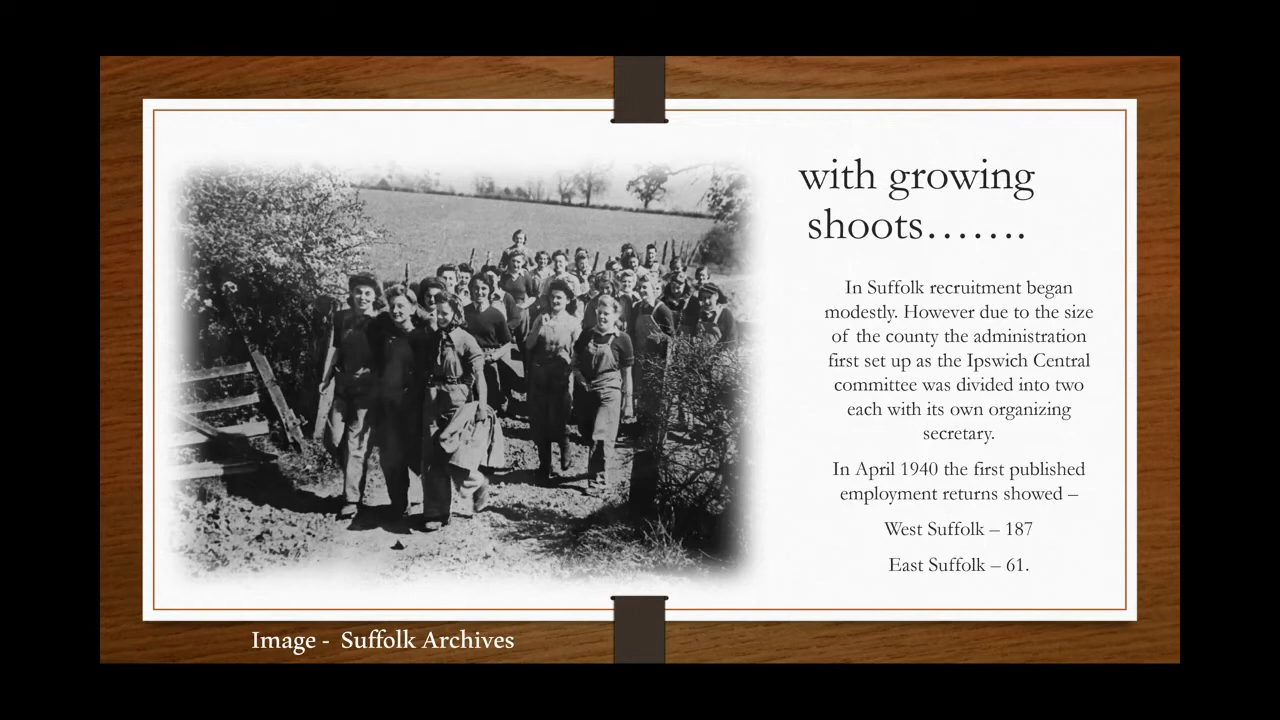 with growing
shoots…….
In Suffolk recruitment began
modestly. However due to the size
of the county the administration
first set up as the Ipswich Central
committee was divided into two
each with its own organizing
secretary.
In April 1940 the first published
employment returns showed –
West Suffolk – 187
East Suffolk – 61.
Image -  Suffolk Archives